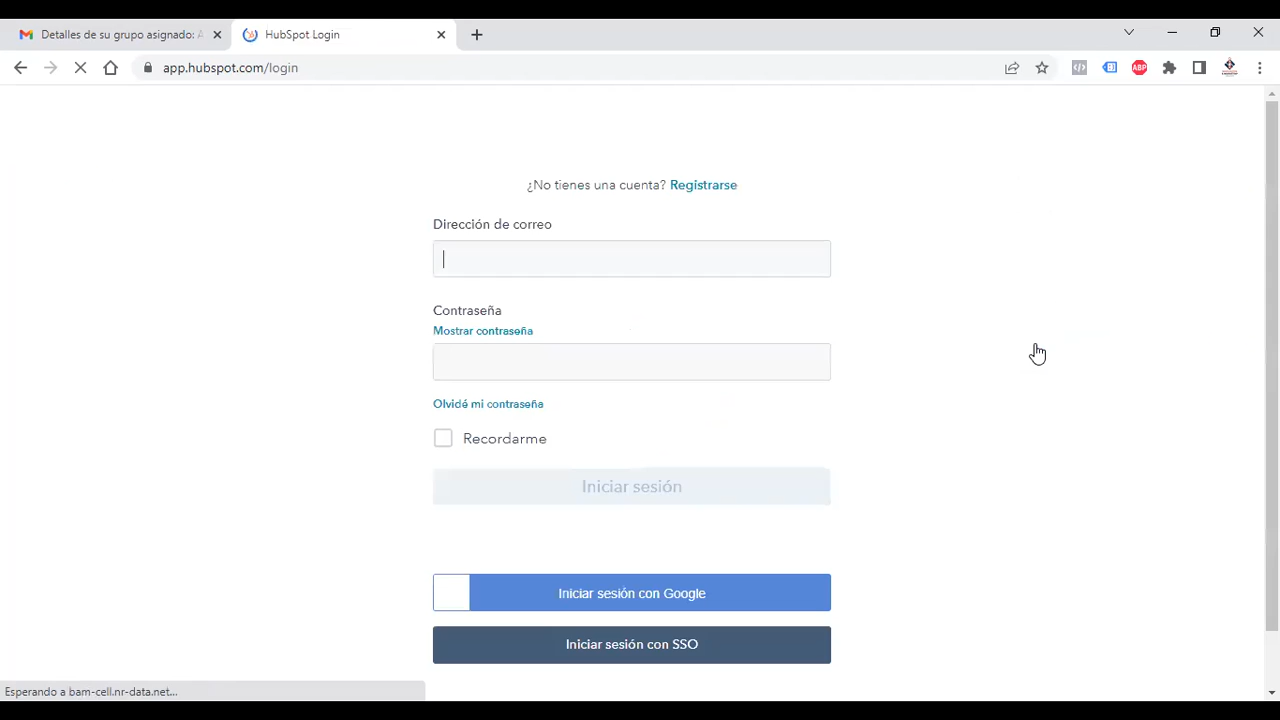 Detalles de su grupo asignado: A
HubSpot Login
app.hubspot.com/login
ABP
¿No tienes una cuenta? Registrarse
Dirección de correo
Contraseña
Mostrar contraseña
Olvidé mi contraseña
Recordarme
Iniciar sesión
Iniciar sesión con Google
Iniciar sesión con SSO
Esperando a bam-cell.nr-data.net...